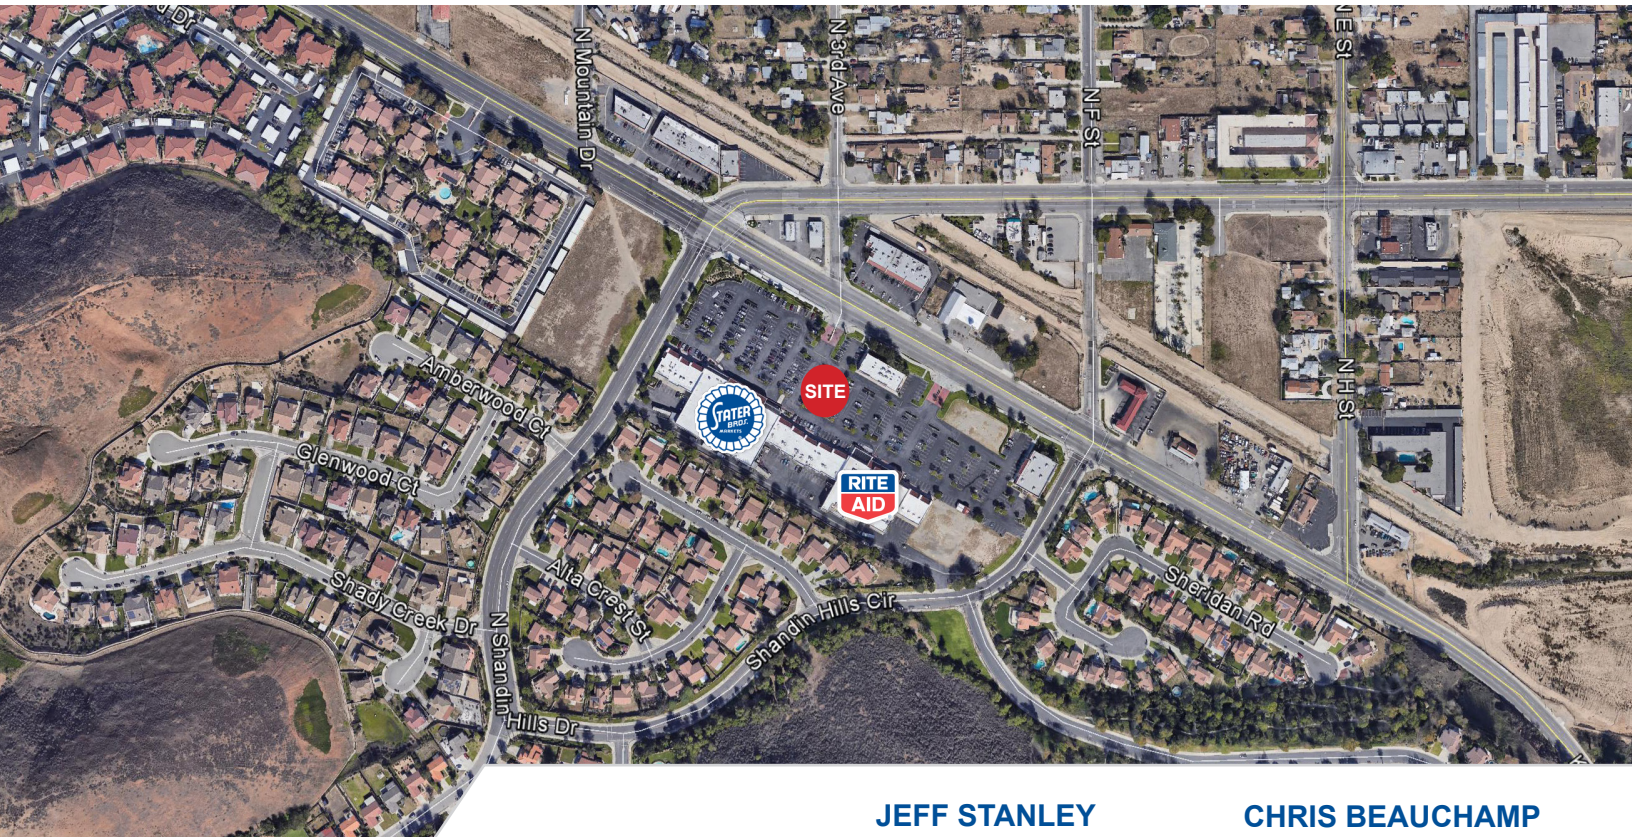 N Mountain Dr
N 3rd Ave
N F St
N E St
N H St
Amberwood Ct
Glenwood Ct
Shady Creek Dr
N Shandin
Hills Dr
Alta Crest St
Shandin Hills Cir
Sheridan Rd
SITE
STATER
BROS.
MARKETS
RITE
AID
JEFF STANLEY
CHRIS BEAUCHAMP